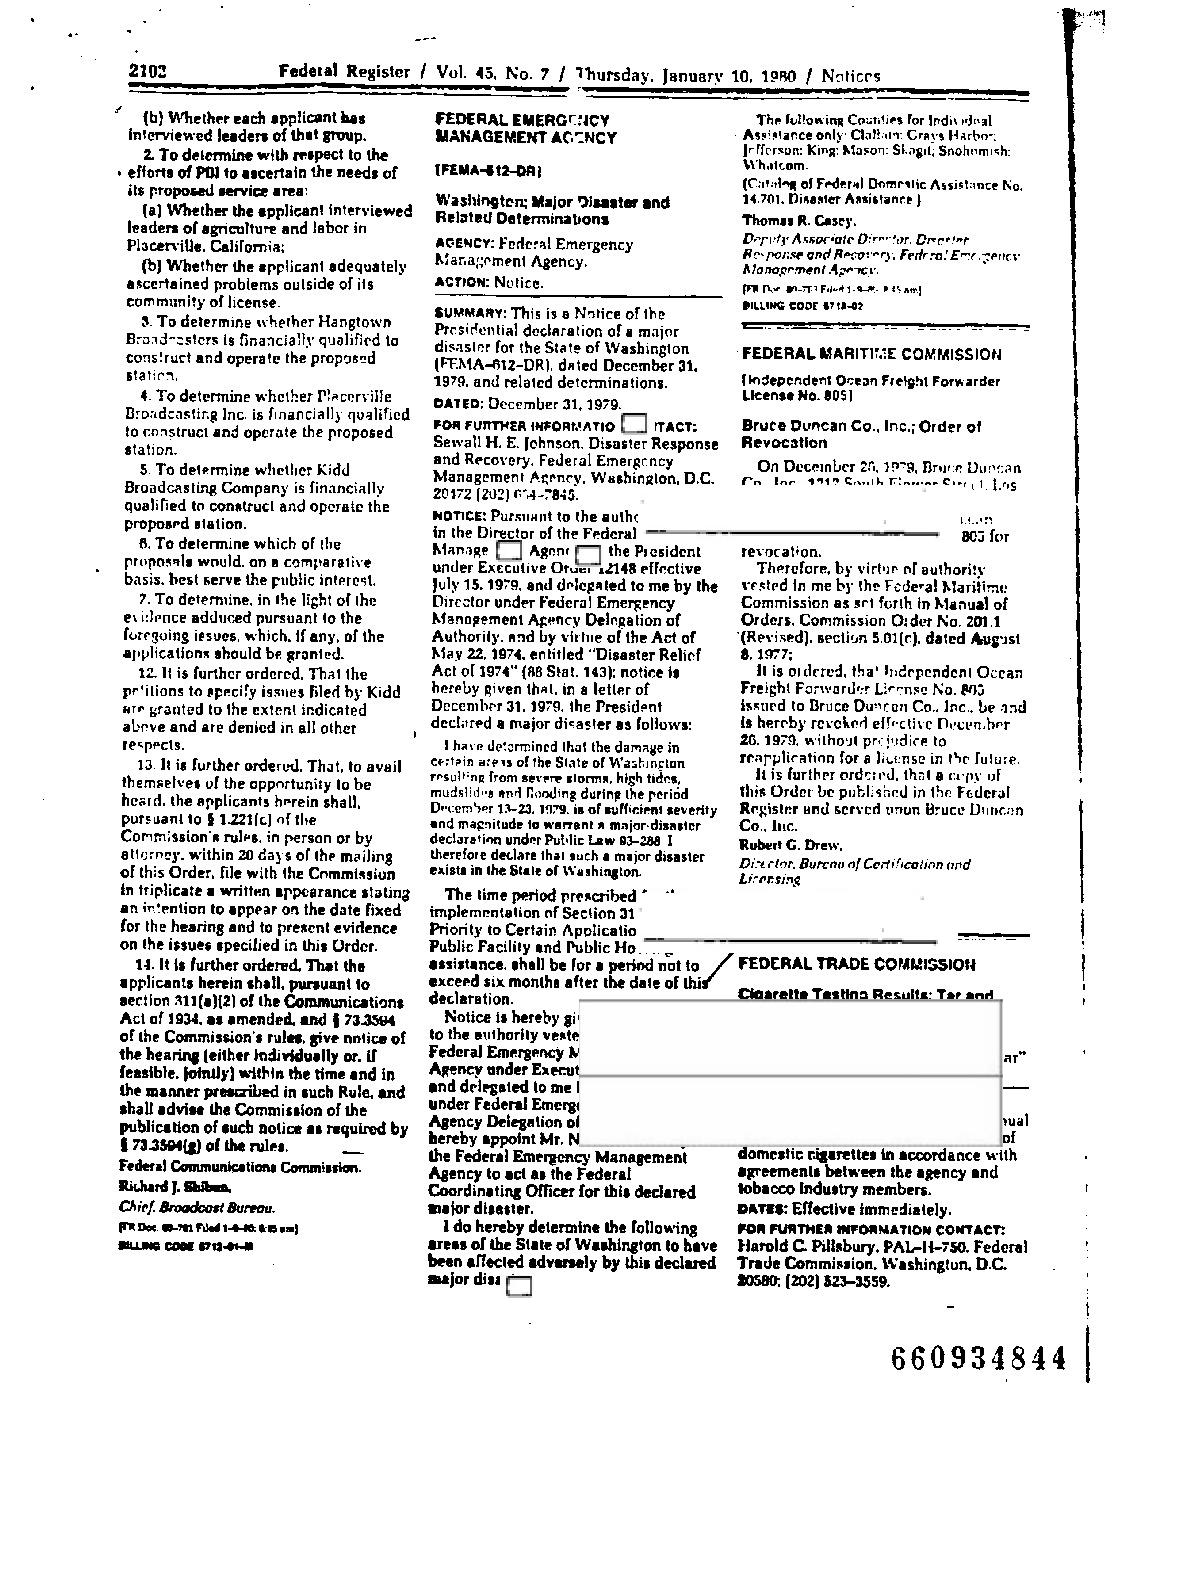 2102 Federal Register / Vol. 45, No. 7 / Thursday, January 10, 1980 / Notices
(b) Whether each applicant has
interviewed leaders of that group.
2. To determine with respect to the
efforts of PDI to ascertain the needs of
its proposed service area:
(a) Whether the applicant interviewed
leaders of agriculture and labor in
Placerville, California;
(b) Whether the applicant adequately
ascertained problems outside of its
community of license.
3. To determine whether Hangtown
Broadcasters is financially qualified to
construct and operate the proposed
station.
4. To determine whether Placerville
Broadcasting Inc. is financially qualified
to construct and operate the proposed
station.
5. To determine whether Kidd
Broadcasting Company is financially
qualified to construct and operate the
proposed station.
6. To determine which of the
proposals would, on a comparative
basis, best serve the public interest.
7. To determine, in the light of the
evidence adduced pursuant to the
foregoing issues, which, if any, of the
applications should be granted.
12. It is further ordered, That the
petitions to specify issues filed by Kidd
are granted to the extent indicated
above and are denied in all other
respects.
13. It is further ordered, That, to avail
themselves of the opportunity to be
heard, the applicants herein shall,
pursuant to § 1.221(c) of the
Commission's rules, in person or by
attorney, within 20 days of the mailing
of this Order, file with the Commission
in triplicate a written appearance stating
an intention to appear on the date fixed
for the hearing and to present evidence
on the issues specified in this Order.
14. It is further ordered, That the
applicants herein shall, pursuant to
section 311(a)(2) of the Communications
Act of 1934, as amended, and § 73.3594
of the Commission's rules, give notice of
the hearing (either individually or, if
feasible, jointly) within the time and in
the manner prescribed in such Rule, and
shall advise the Commission of the
publication of such notice as required by
§ 73.3594(g) of the rules.
Federal Communications Commission.
Richard J. Shiben,
Chief, Broadcast Bureau.
[FR Doc. 80-781 Filed 1-9-80; 8:45 am]
BILLING CODE 6712-01-M
FEDERAL EMERGENCY
MANAGEMENT AGENCY
[FEMA-612-DR]
Washington; Major Disaster and
Related Determinations
AGENCY: Federal Emergency
Management Agency.
ACTION: Notice.
SUMMARY: This is a Notice of the
Presidential declaration of a major
disaster for the State of Washington
(FEMA-612-DR), dated December 31,
1979, and related determinations.
DATED: December 31, 1979.
FOR FURTHER INFORMATIO NTACT:
Sewall H. E. Johnson, Disaster Response
and Recovery, Federal Emergency
Management Agency, Washington, D.C.
20472 (202) 634-7845.
NOTICE: Pursuant to the autho
in the Director of the Federal
Manage Agenc the President
under Executive Order 12148 effective
July 15, 1979, and delegated to me by the
Director under Federal Emergency
Management Agency Delegation of
Authority, and by virtue of the Act of
May 22, 1974, entitled "Disaster Relief
Act of 1974" (88 Stat. 143); notice is
hereby given that, in a letter of
December 31, 1979, the President
declared a major disaster as follows:
I have determined that the damage in
certain areas of the State of Washington
resulting from severe storms, high tides,
mudslides and flooding during the period
December 13-23, 1979, is of sufficient severity
and magnitude to warrant a major-disaster
declaration under Public Law 93-288 I
therefore declare that such a major disaster
exists in the State of Washington.
The time period prescribed
implementation of Section 31
Priority to Certain Applicatio
Public Facility and Public Ho
assistance, shall be for a period not to
exceed six months after the date of this
declaration.
Notice is hereby gi
to the authority veste
Federal Emergency M
Agency under Execut
and delegated to me
under Federal Emerg
Agency Delegation of
hereby appoint Mr. N
the Federal Emergency Management
Agency to act as the Federal
Coordinating Officer for this declared
major disaster.
I do hereby determine the following
areas of the State of Washington to have
been affected adversely by this declared
major disa
The following Counties for Individual
Assistance only: Clallam; Grays Harbor;
Jefferson; King; Mason; Skagit; Snohomish;
Whatcom.
(Catalog of Federal Domestic Assistance No.
14.701, Disaster Assistance)
Thomas R. Casey,
Deputy Associate Director, Disaster
Response and Recovery, Federal Emergency
Management Agency.
[FR Doc. 80-783 Filed 1-9-80; 8:45 am]
BILLING CODE 6718-02
FEDERAL MARITIME COMMISSION
[Independent Ocean Freight Forwarder
License No. 805]
Bruce Duncan Co., Inc.; Order of
Revocation
On December 26, 1979, Bruce Duncan
Co., Inc., 1212 South Flower Street, Los
805 for
revocation.
Therefore, by virtue of authority
vested in me by the Federal Maritime
Commission as set forth in Manual of
Orders, Commission Order No. 201.1
(Revised), section 5.01(c), dated August
8, 1977;
It is ordered, that Independent Ocean
Freight Forwarder License No. 805
issued to Bruce Duncan Co., Inc., be and
is hereby revoked effective December
26, 1979, without prejudice to
reapplication for a license in the future.
It is further ordered, that a copy of
this Order be published in the Federal
Register and served upon Bruce Duncan
Co., Inc.
Robert G. Drew,
Director, Bureau of Certification and
Licensing
FEDERAL TRADE COMMISSION
Cigarette Testing Results; Tar and
ar"
nual
of
domestic cigarettes in accordance with
agreements between the agency and
tobacco industry members.
DATES: Effective immediately.
FOR FURTHER INFORMATION CONTACT:
Harold C. Pillsbury, PAL-H-750, Federal
Trade Commission, Washington, D.C.
20580; (202) 523-3559.
660934844